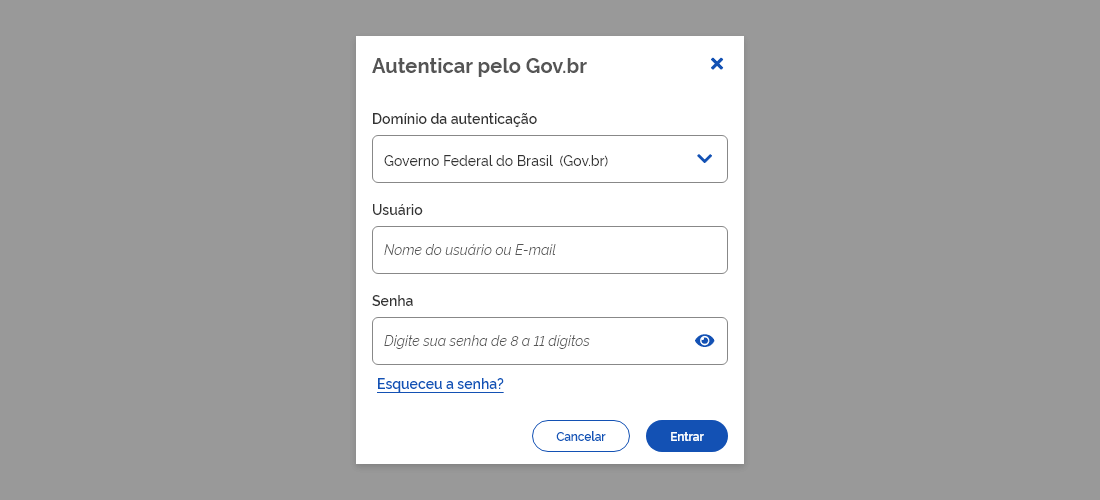 Autenticar pelo Gov.br
Domínio da autenticação
Governo Federal do Brasil (Gov.br)
Usuário
Nome do usuário ou E-mail
Senha
Digite sua senha de 8 a 11 dígitos
Esqueceu a senha?
Cancelar
Entrar